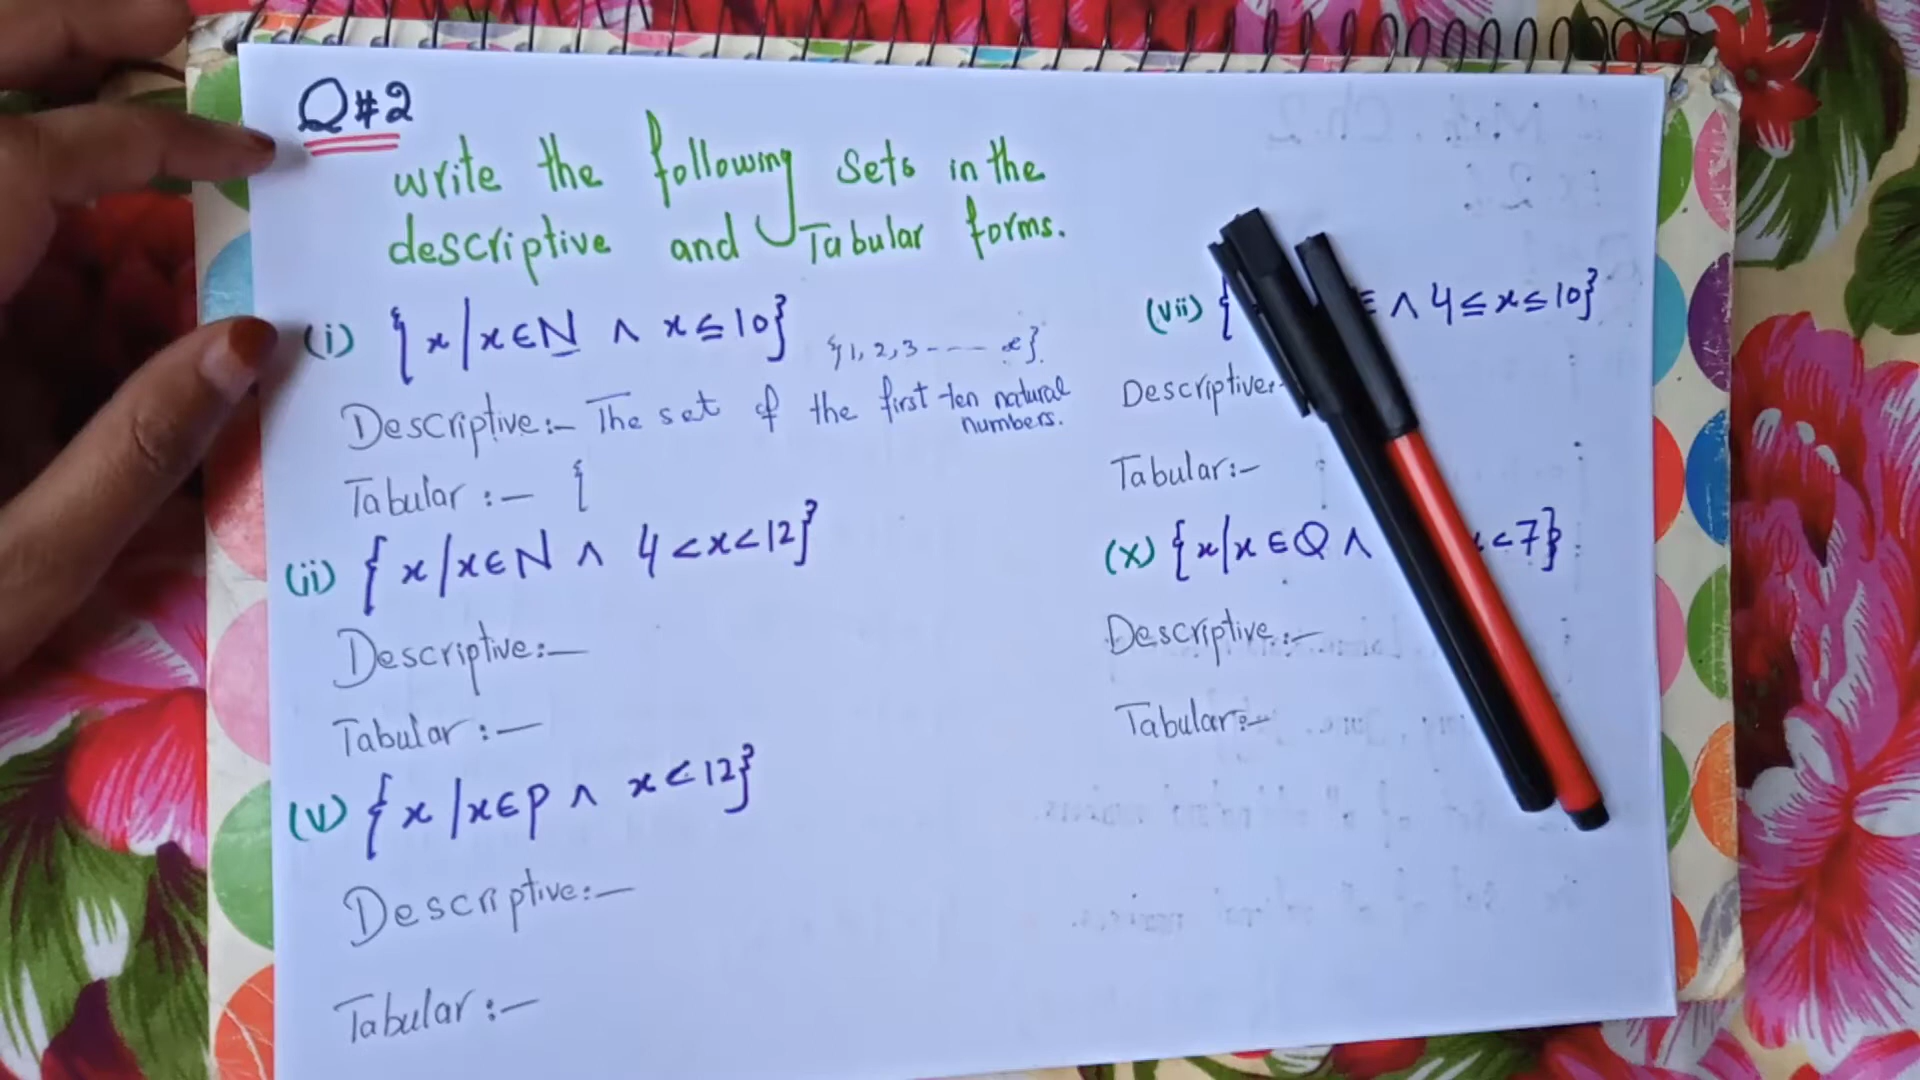 Q#2
write the following sets in the
descriptive and Tabular forms.
(i) {x/x∈N ∧ x≤10} {1,2,3---- ∞}.
Descriptive:- The set of the first ten natural
numbers.
Tabular :- {
(ii) {x/x∈N ∧ 4<x<12}
Descriptive:-
Tabular :-
(v) {x/x∈P ∧ x<12}
Descriptive:-
Tabular :-
(vii) { E ∧ 4≤x≤10}
Descriptive:-
Tabular:-
(x) {x/x∈Q ∧ x<7}
Descriptive:-
Tabular:-